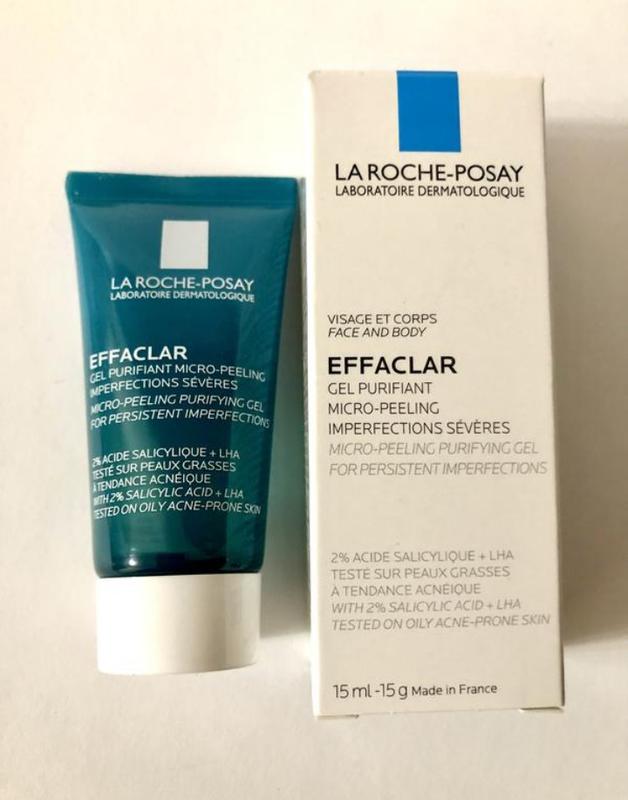 LA ROCHE-POSAY
LABORATOIRE DERMATOLOGIQUE
EFFACLAR
GEL PURIFIANT MICRO-PEELING
IMPERFECTIONS SÉVÈRES
MICRO-PEELING PURIFYING GEL
FOR PERSISTENT IMPERFECTIONS
2% ACIDE SALICYLIQUE + LHA
TESTÉ SUR PEAUX GRASSES
À TENDANCE ACNÉIQUE
WITH 2% SALICYLIC ACID + LHA
TESTED ON OILY ACNE-PRONE SKIN
LA ROCHE-POSAY
LABORATOIRE DERMATOLOGIQUE
VISAGE ET CORPS
FACE AND BODY
EFFACLAR
GEL PURIFIANT
MICRO-PEELING
IMPERFECTIONS SÉVÈRES
MICRO-PEELING PURIFYING GEL
FOR PERSISTENT IMPERFECTIONS
2% ACIDE SALICYLIQUE + LHA
TESTÉ SUR PEAUX GRASSES
À TENDANCE ACNÉIQUE
WITH 2% SALICYLIC ACID + LHA
TESTED ON OILY ACNE-PRONE SKIN
15 ml - 15 g Made in France